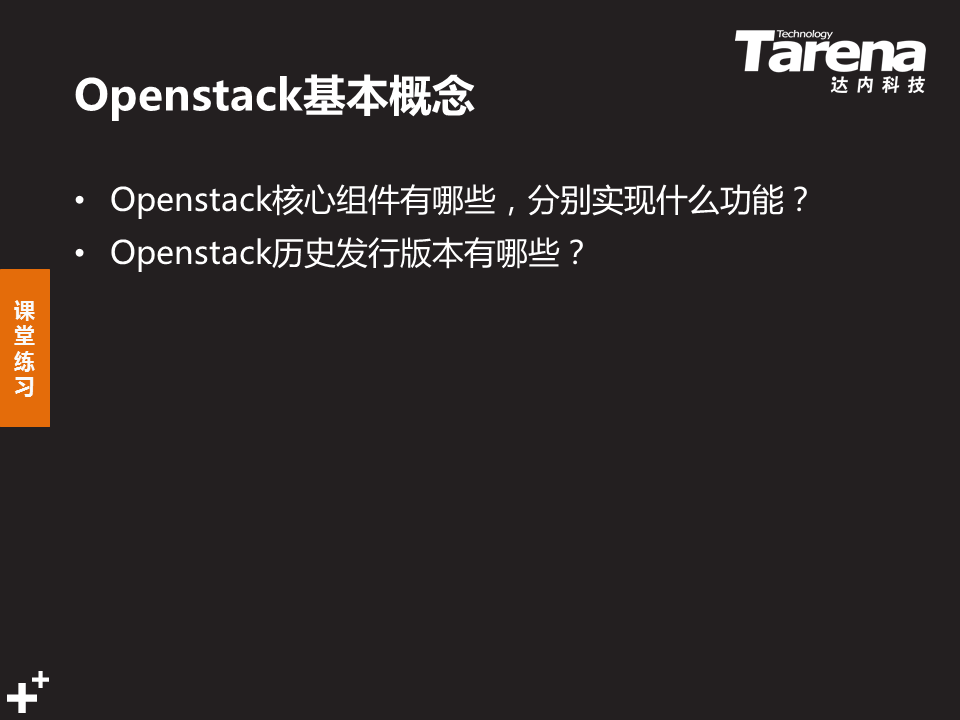 Technology
Tarena
达内科技
Openstack基本概念
• Openstack核心组件有哪些，分别实现什么功能？
• Openstack历史发行版本有哪些？
课
堂
练
习